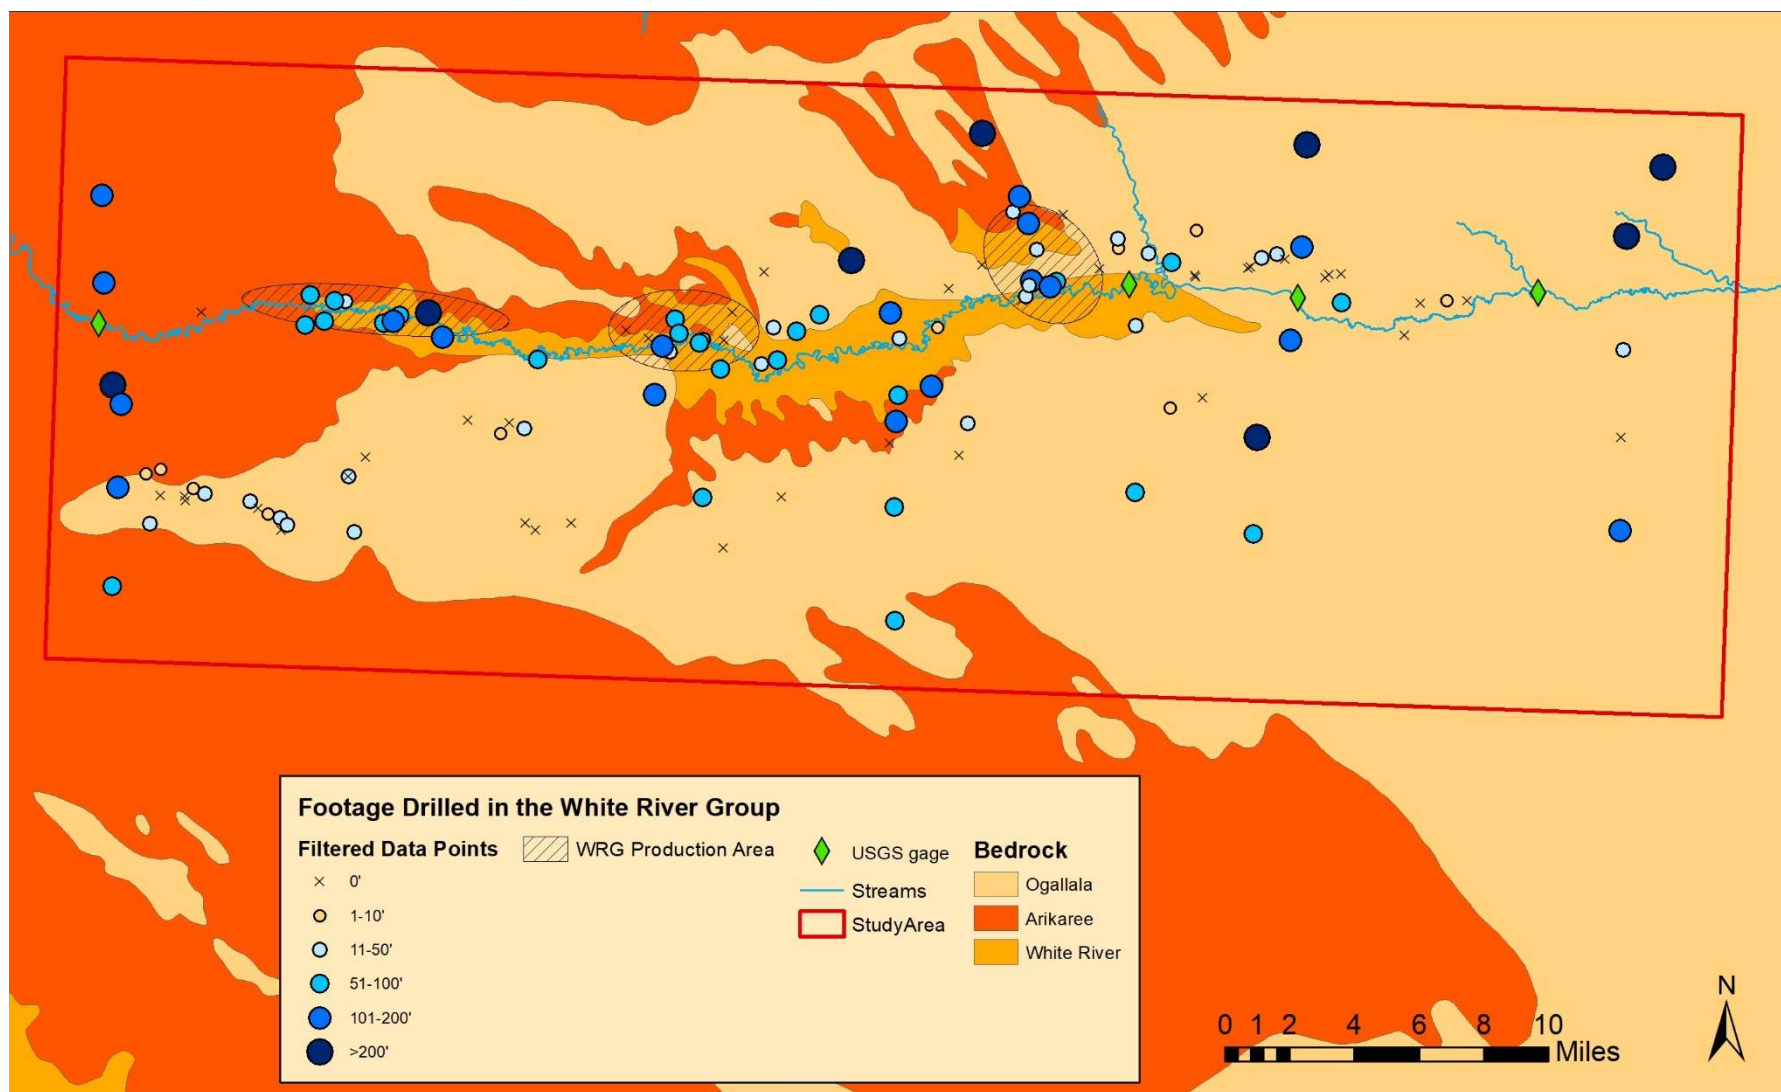 Footage Drilled in the White River Group
Filtered Data Points
0'
1-10'
11-50'
51-100'
101-200'
>200'
WRG Production Area
USGS gage
Streams
StudyArea
Bedrock
Ogallala
Arikaree
White River
N
0 1 2 4 6 8 10
Miles